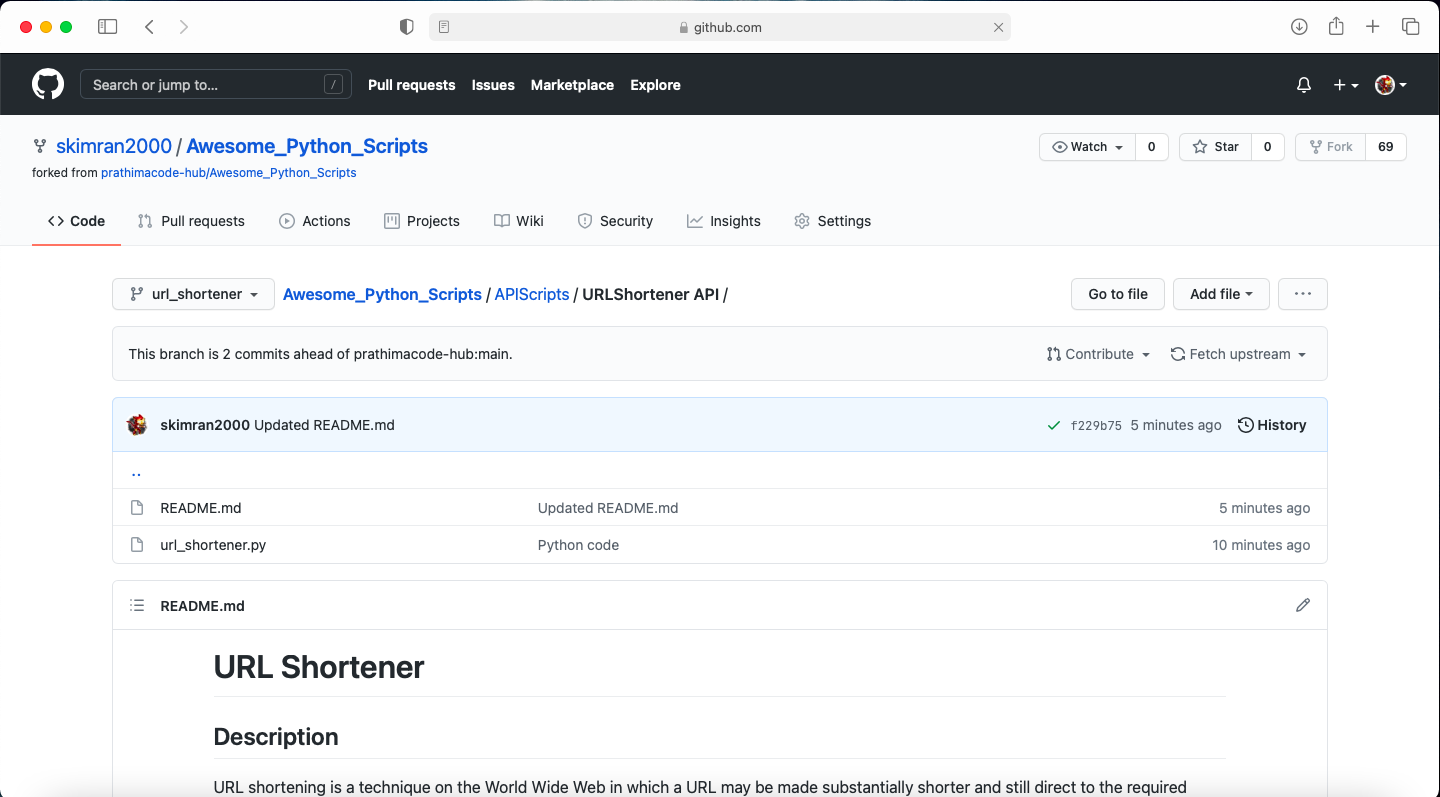 github.com
Search or jump to… /
Pull requests Issues Marketplace Explore
skimran2000 / Awesome_Python_Scripts
Watch 0 Star 0 Fork 69
forked from prathimacode-hub/Awesome_Python_Scripts
Code Pull requests Actions Projects Wiki Security Insights Settings
url_shortener Awesome_Python_Scripts / APIScripts / URLShortener API / Go to file Add file ...
This branch is 2 commits ahead of prathimacode-hub:main. Contribute Fetch upstream
skimran2000 Updated README.md f229b75 5 minutes ago History
..
README.md Updated README.md 5 minutes ago
url_shortener.py Python code 10 minutes ago
README.md
URL Shortener
Description
URL shortening is a technique on the World Wide Web in which a URL may be made substantially shorter and still direct to the required